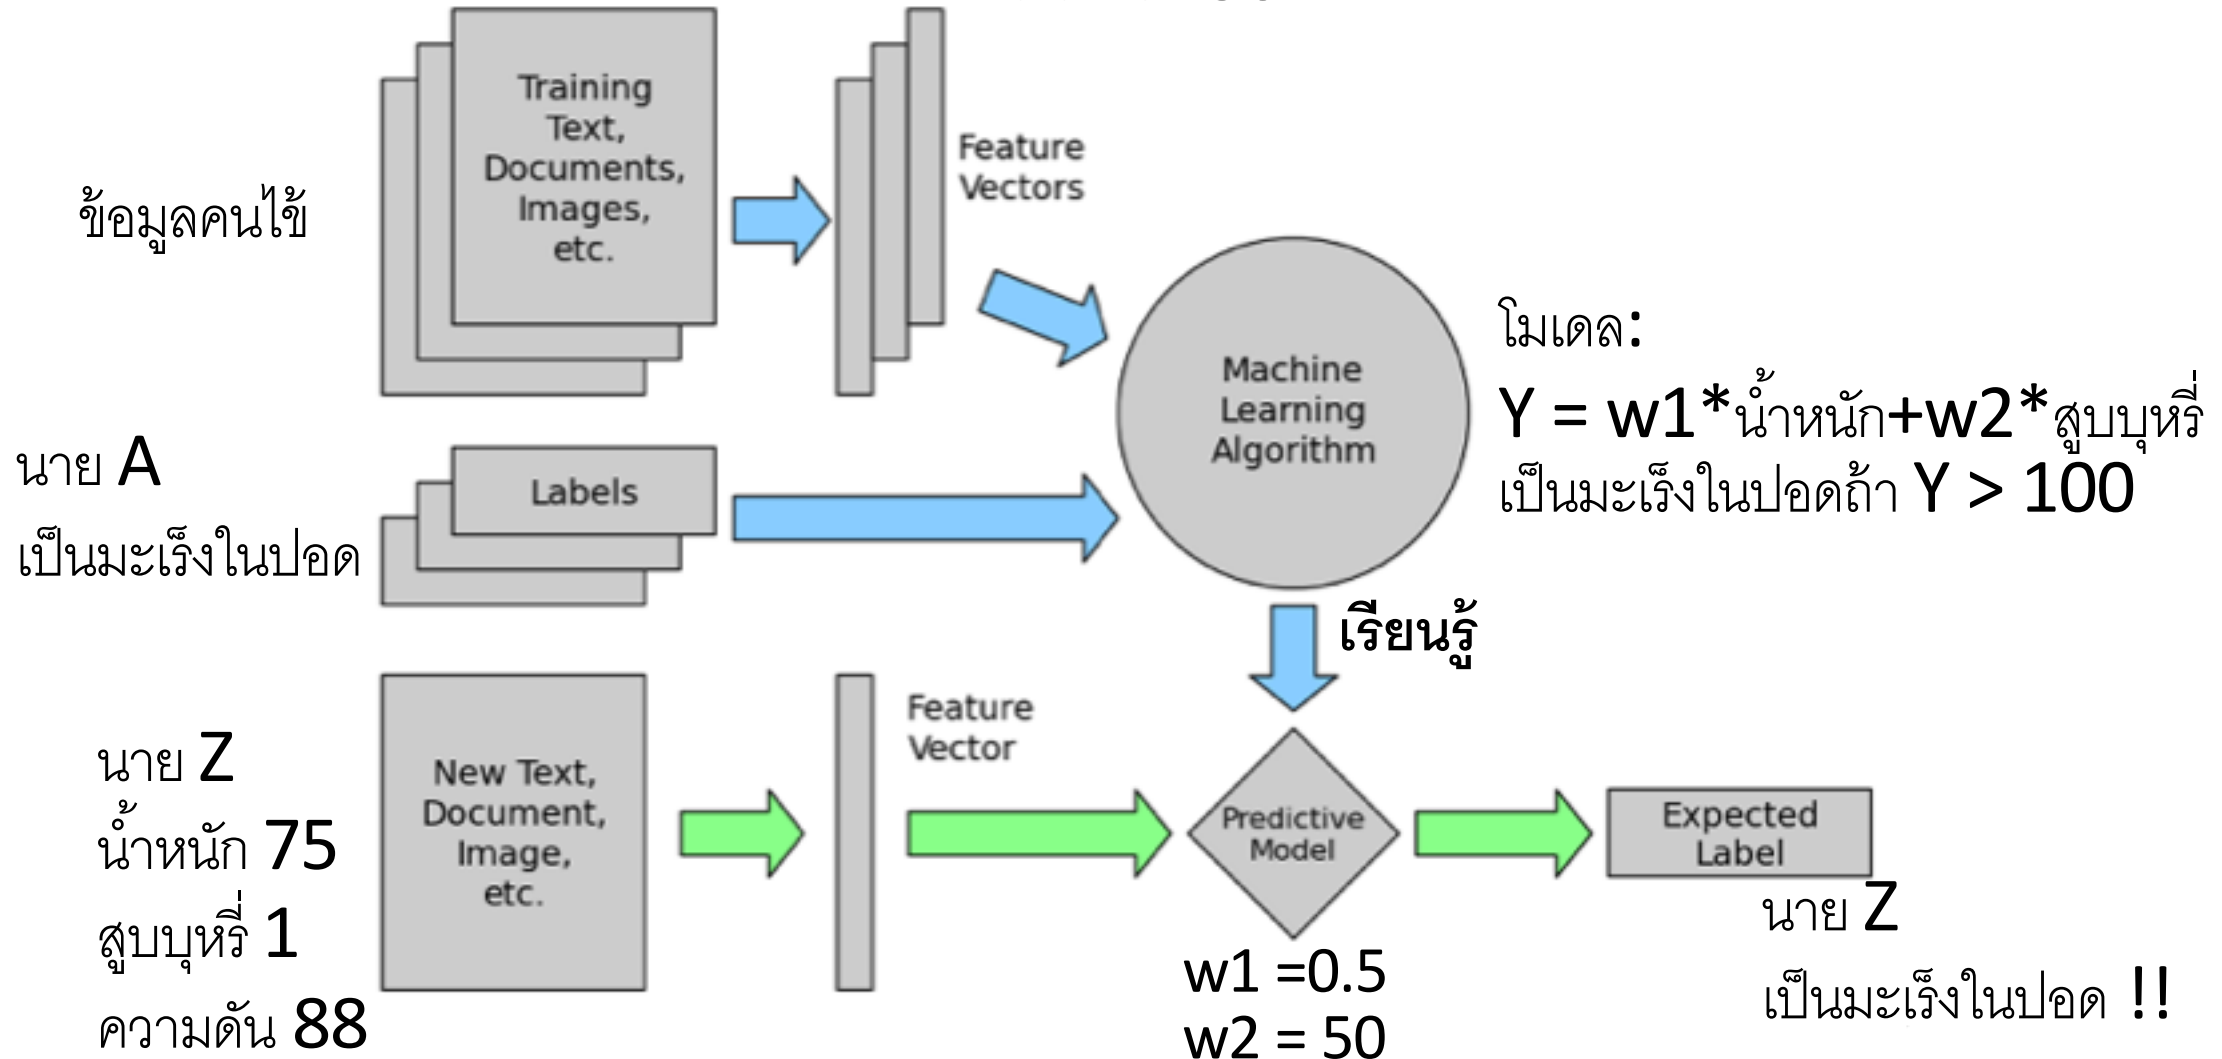 Training
Text,
Documents,
Images,
etc.
Feature
Vectors
ข้อมูลคนไข้
Machine
Learning
Algorithm
โมเดล:
Y = w1*น้ำหนัก+w2*สูบบุหรี่
เป็นมะเร็งในปอดถ้า Y > 100
นาย A
เป็นมะเร็งในปอด
Labels
เรียนรู้
นาย Z
น้ำหนัก 75
สูบบุหรี่ 1
ความดัน 88
New Text,
Document,
Image,
etc.
Feature
Vector
Predictive
Model
w1 =0.5
w2 = 50
Expected
Label
นาย Z
เป็นมะเร็งในปอด !!